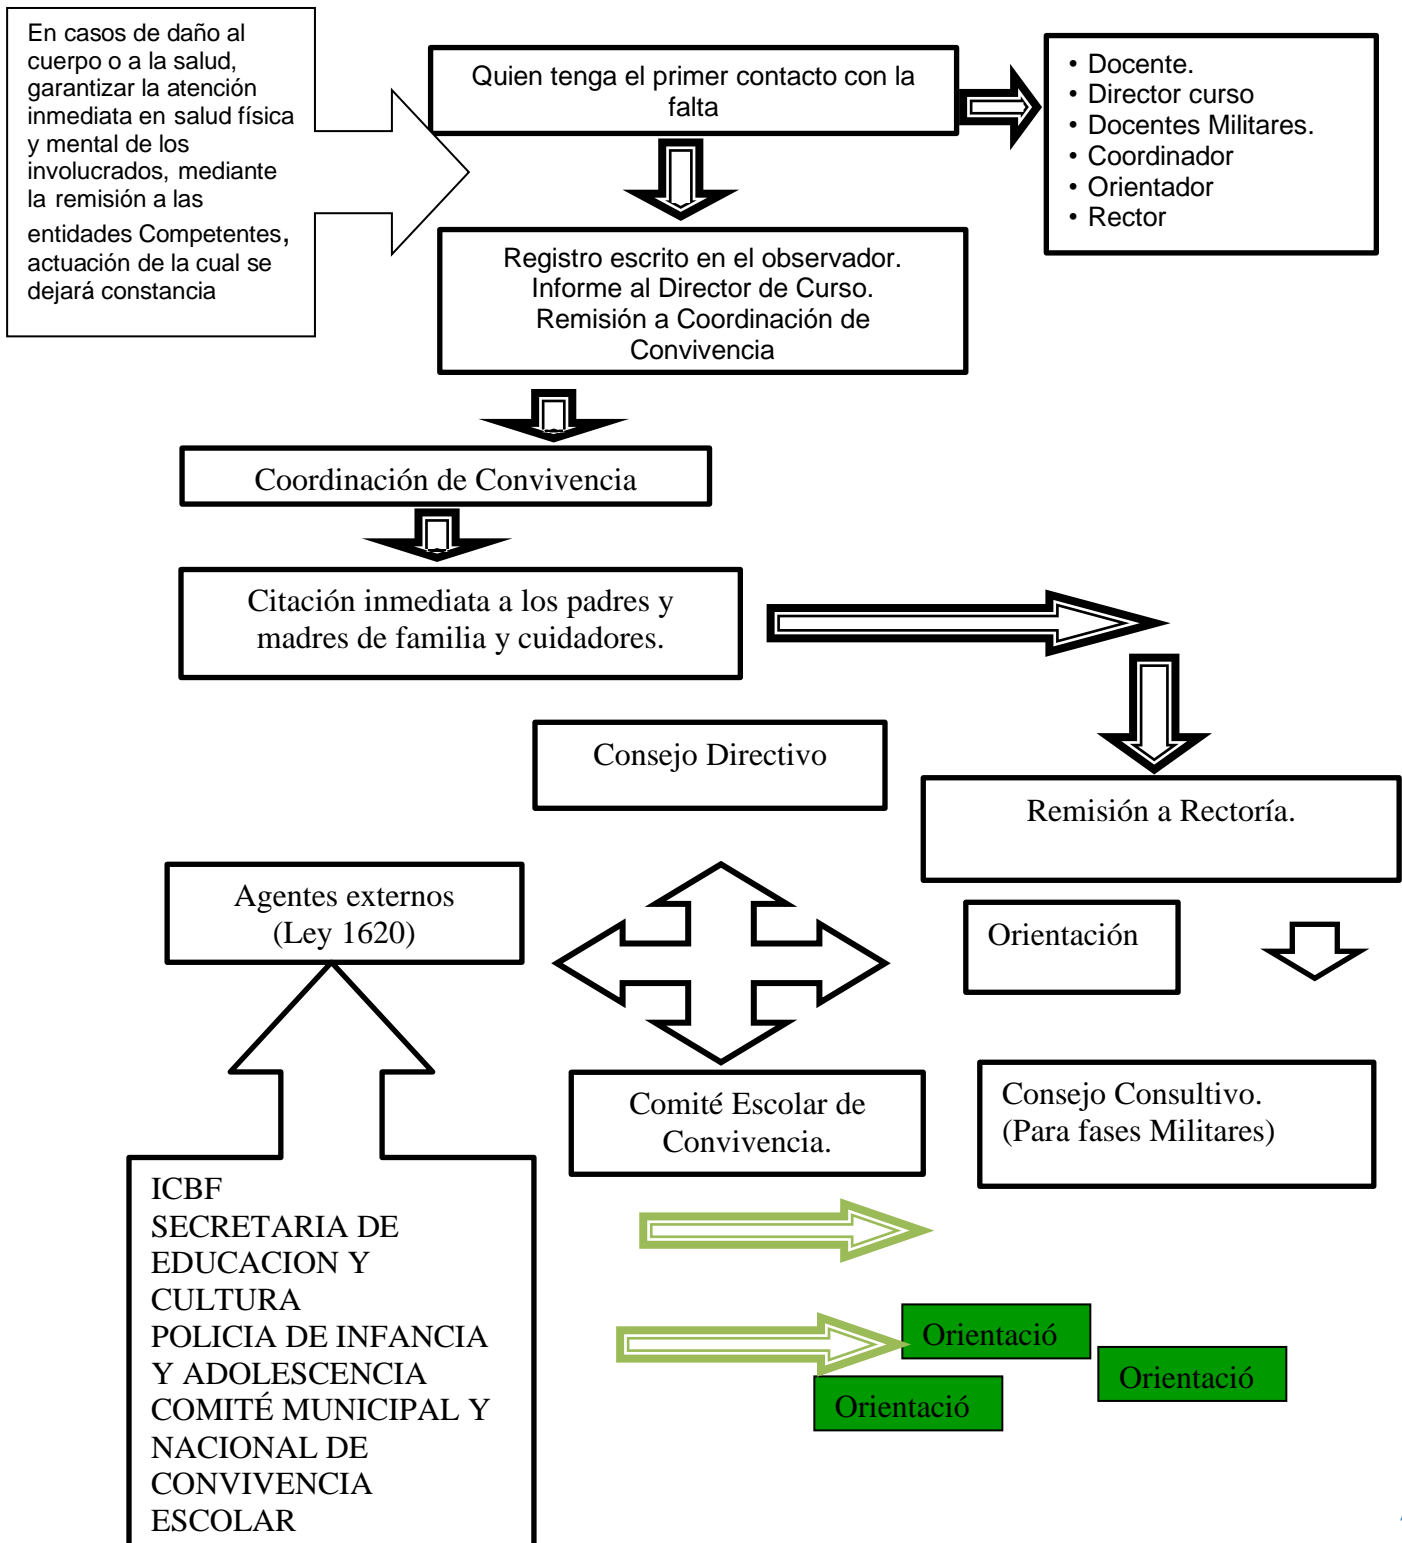 En casos de daño al
cuerpo o a la salud,
garantizar la atención
inmediata en salud física
y mental de los
involucrados, mediante
la remisión a las
entidades Competentes,
actuación de la cual se
dejará constancia
Quien tenga el primer contacto con la
falta
• Docente.
• Director curso
• Docentes Militares.
• Coordinador
• Orientador
• Rector
Registro escrito en el observador.
Informe al Director de Curso.
Remisión a Coordinación de
Convivencia
Coordinación de Convivencia
Citación inmediata a los padres y
madres de familia y cuidadores.
Consejo Directivo
Remisión a Rectoría.
Agentes externos
(Ley 1620)
Orientación
Comité Escolar de
Convivencia.
Consejo Consultivo.
(Para fases Militares)
ICBF
SECRETARIA DE
EDUCACION Y
CULTURA
POLICIA DE INFANCIA
Y ADOLESCENCIA
COMITÉ MUNICIPAL Y
NACIONAL DE
CONVIVENCIA
ESCOLAR
Orientació
Orientació
Orientació